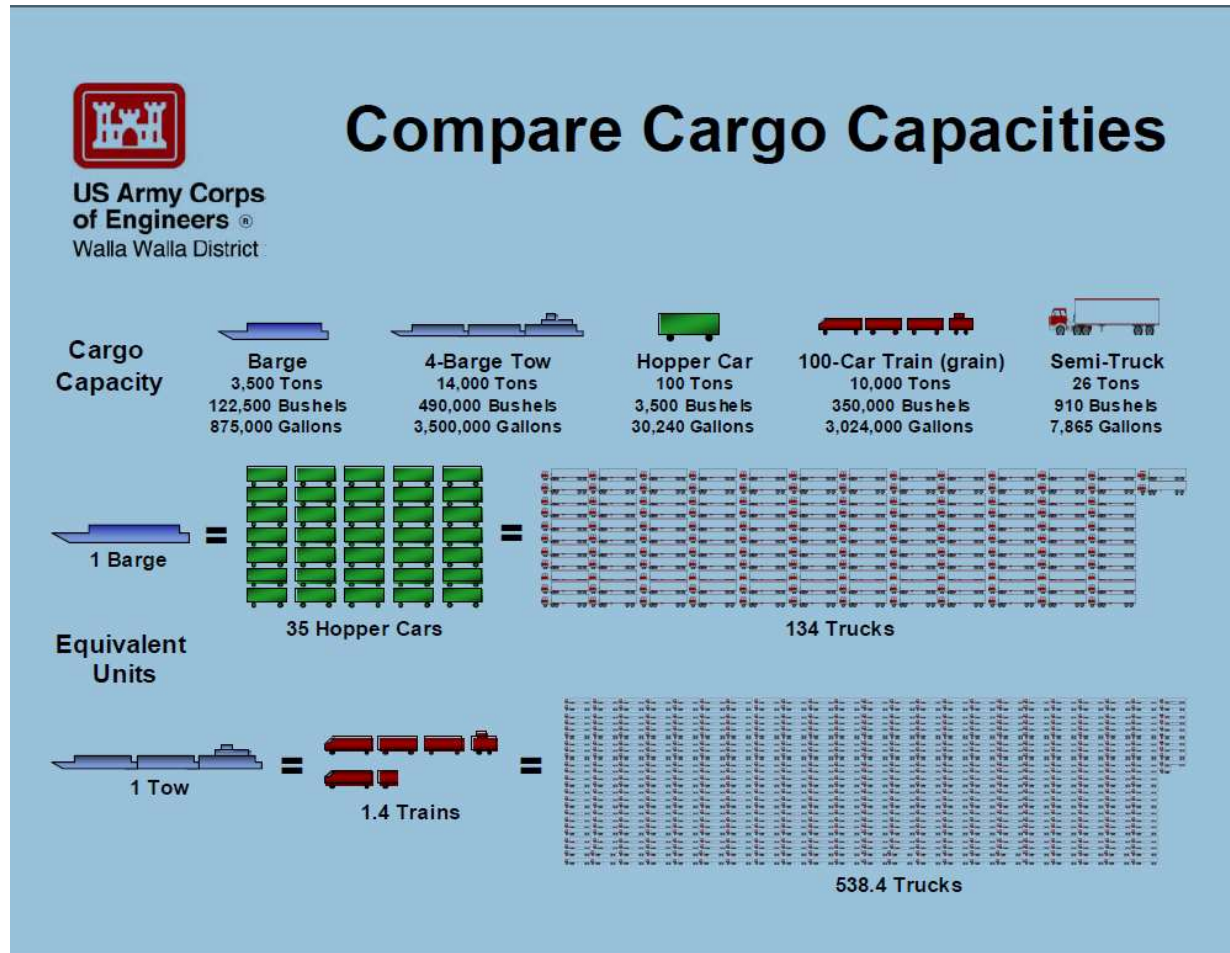 Compare Cargo Capacities
US Army Corps
of Engineers ®
Walla Walla District
Cargo
Capacity
Barge
3,500 Tons
122,500 Bushels
875,000 Gallons
4-Barge Tow
14,000 Tons
490,000 Bushels
3,500,000 Gallons
Hopper Car
100 Tons
3,500 Bushels
30,240 Gallons
100-Car Train (grain)
10,000 Tons
350,000 Bushels
3,024,000 Gallons
Semi-Truck
26 Tons
910 Bushels
7,865 Gallons
Equivalent
Units
1 Barge
=
35 Hopper Cars
=
134 Trucks
1 Tow
=
1.4 Trains
=
538.4 Trucks